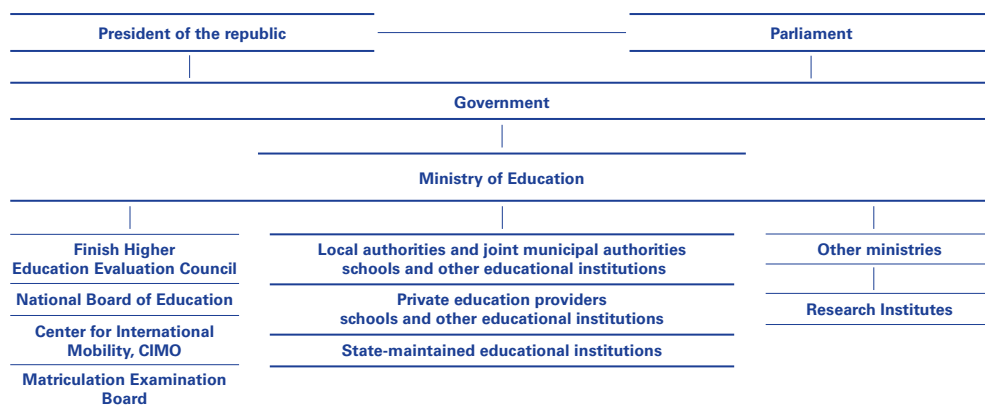 President of the republic
Parliament
Government
Ministry of Education
Finish Higher
Education Evaluation Council
National Board of Education
Center for International
Mobility, CIMO
Matriculation Examination
Board
Local authorities and joint municipal authorities
schools and other educational institutions
Private education providers
schools and other educational institutions
State-maintained educational institutions
Other ministries
Research Institutes